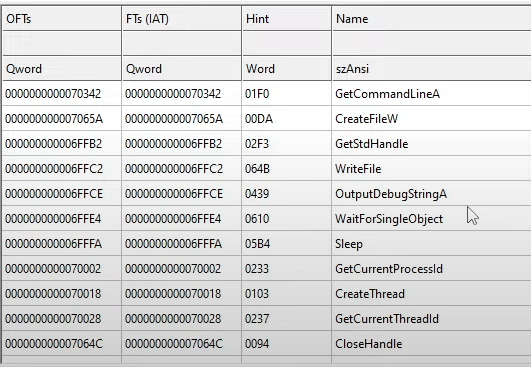 OFTs FTs (IAT) Hint Name
Qword Qword Word szAnsi
0000000000070342 0000000000070342 01F0 GetCommandLineA
000000000007065A 000000000007065A 00DA CreateFileW
000000000006FFB2 000000000006FFB2 02F3 GetStdHandle
000000000006FFC2 000000000006FFC2 064B WriteFile
000000000006FFCE 000000000006FFCE 0439 OutputDebugStringA
000000000006FFE4 000000000006FFE4 0610 WaitForSingleObject
000000000006FFFA 000000000006FFFA 05B4 Sleep
0000000000070002 0000000000070002 0233 GetCurrentProcessId
0000000000070018 0000000000070018 0103 CreateThread
0000000000070028 0000000000070028 0237 GetCurrentThreadId
000000000007064C 000000000007064C 0094 CloseHandle